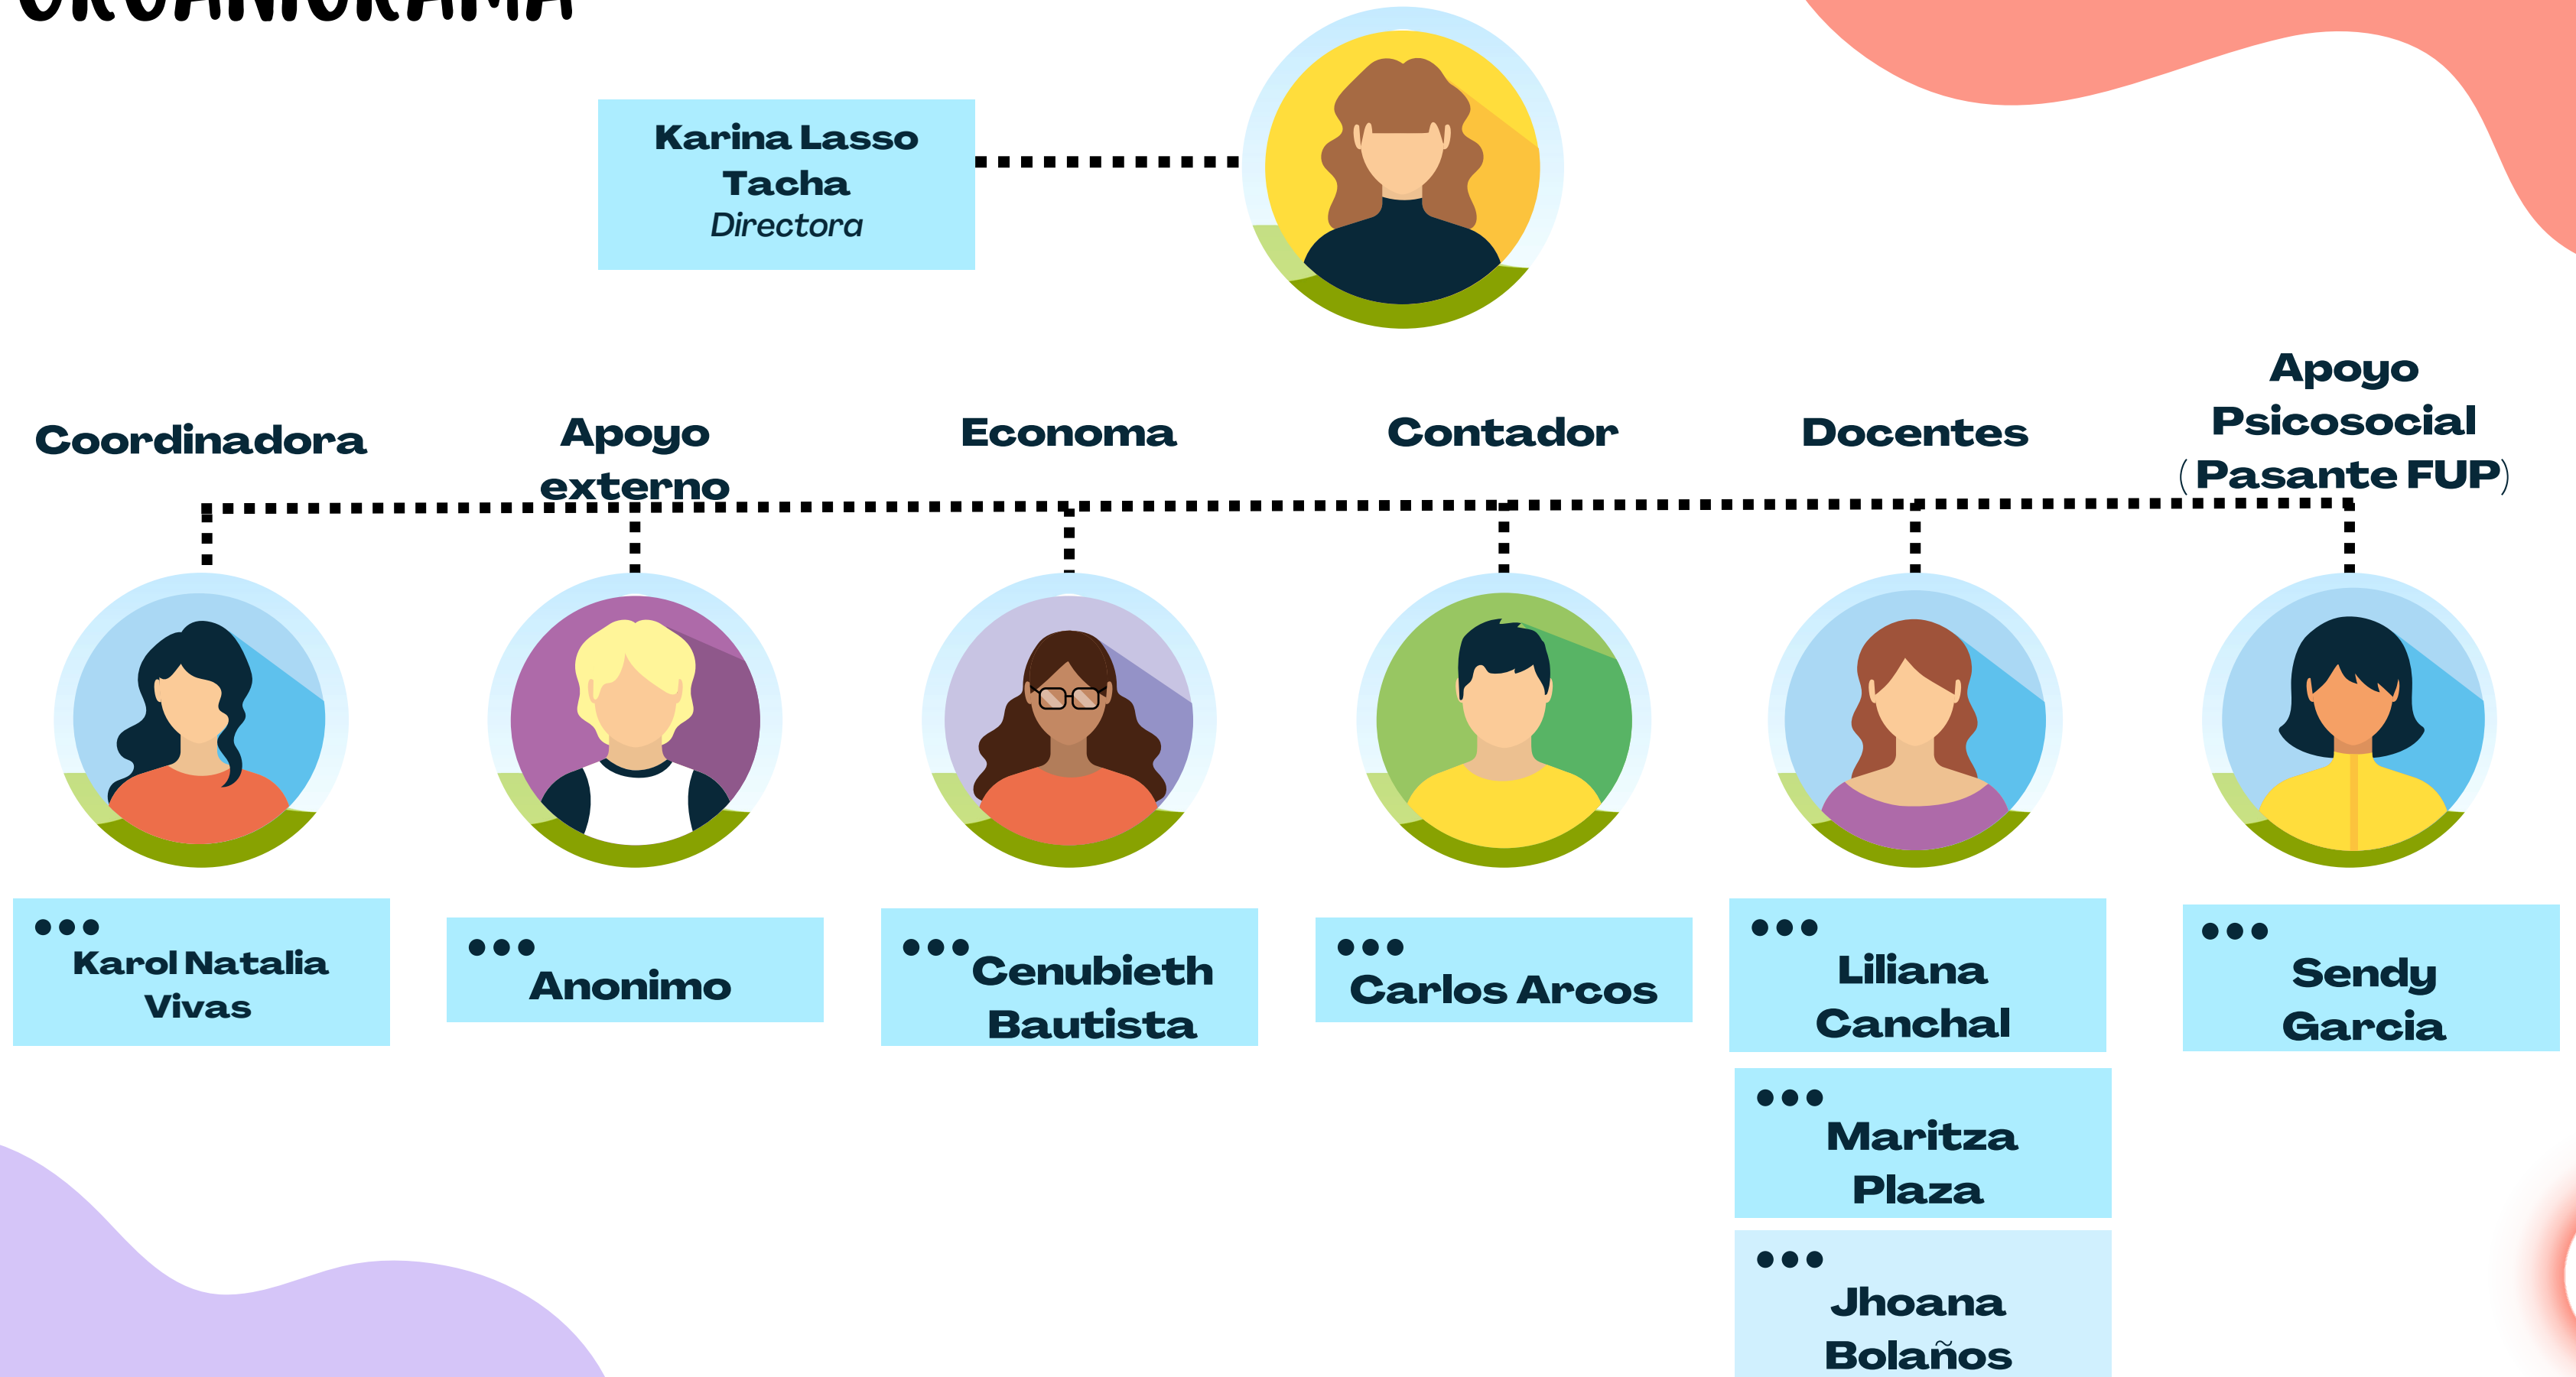 ORGANIGRAMA
Karina Lasso
Tacha
Directora
Coordinadora
Apoyo
externo
Economa
Contador
Docentes
Apoyo
Psicosocial
( Pasante FUP)
Karol Natalia
Vivas
Anonimo
Cenubieth
Bautista
Carlos Arcos
Liliana
Canchal
Sendy
Garcia
Maritza
Plaza
Jhoana
Bolaños